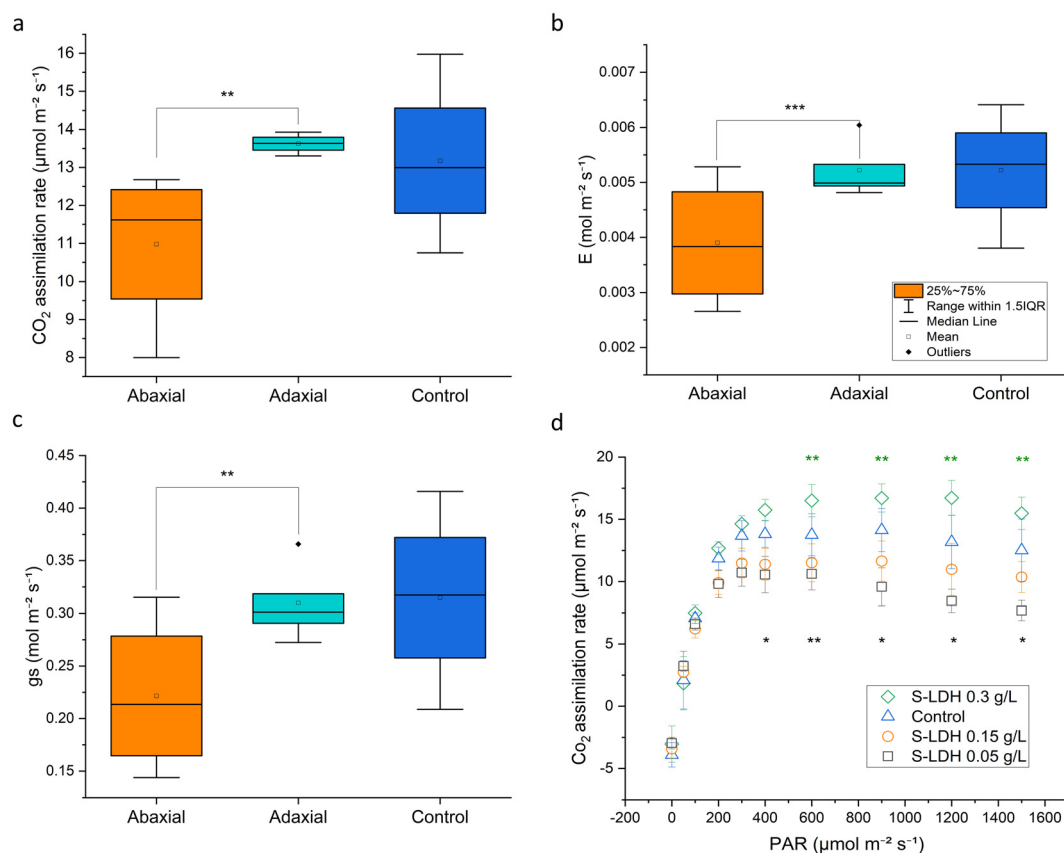 a
CO₂ assimilation rate (µmol m⁻² s⁻¹)
16
15
14
13
12
11
10
9
8
**
Abaxial Adaxial Control
b
E (mol m⁻² s⁻¹)
0.007
0.006
0.005
0.004
0.003
0.002
***
25%~75%
Range within 1.5IQR
Median Line
Mean
Outliers
Abaxial Adaxial Control
c
gs (mol m⁻² s⁻¹)
0.45
0.40
0.35
0.30
0.25
0.20
0.15
**
Abaxial Adaxial Control
d
Co₂ assimilation rate (µmol m⁻² s⁻¹)
20
15
10
5
0
-5
** ** ** **
* ** * * *
S-LDH 0.3 g/L
Control
S-LDH 0.15 g/L
S-LDH 0.05 g/L
-200 0 200 400 600 800 1000 1200 1400 1600
PAR (µmol m⁻² s⁻¹)